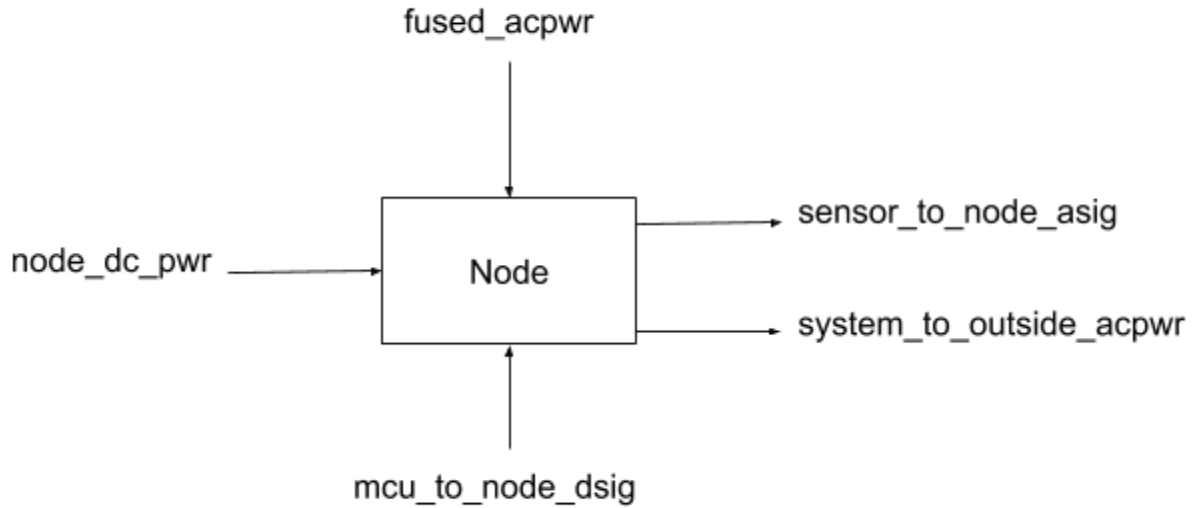 fused_acpwr
sensor_to_node_asig
node_dc_pwr
Node
system_to_outside_acpwr
mcu_to_node_dsig